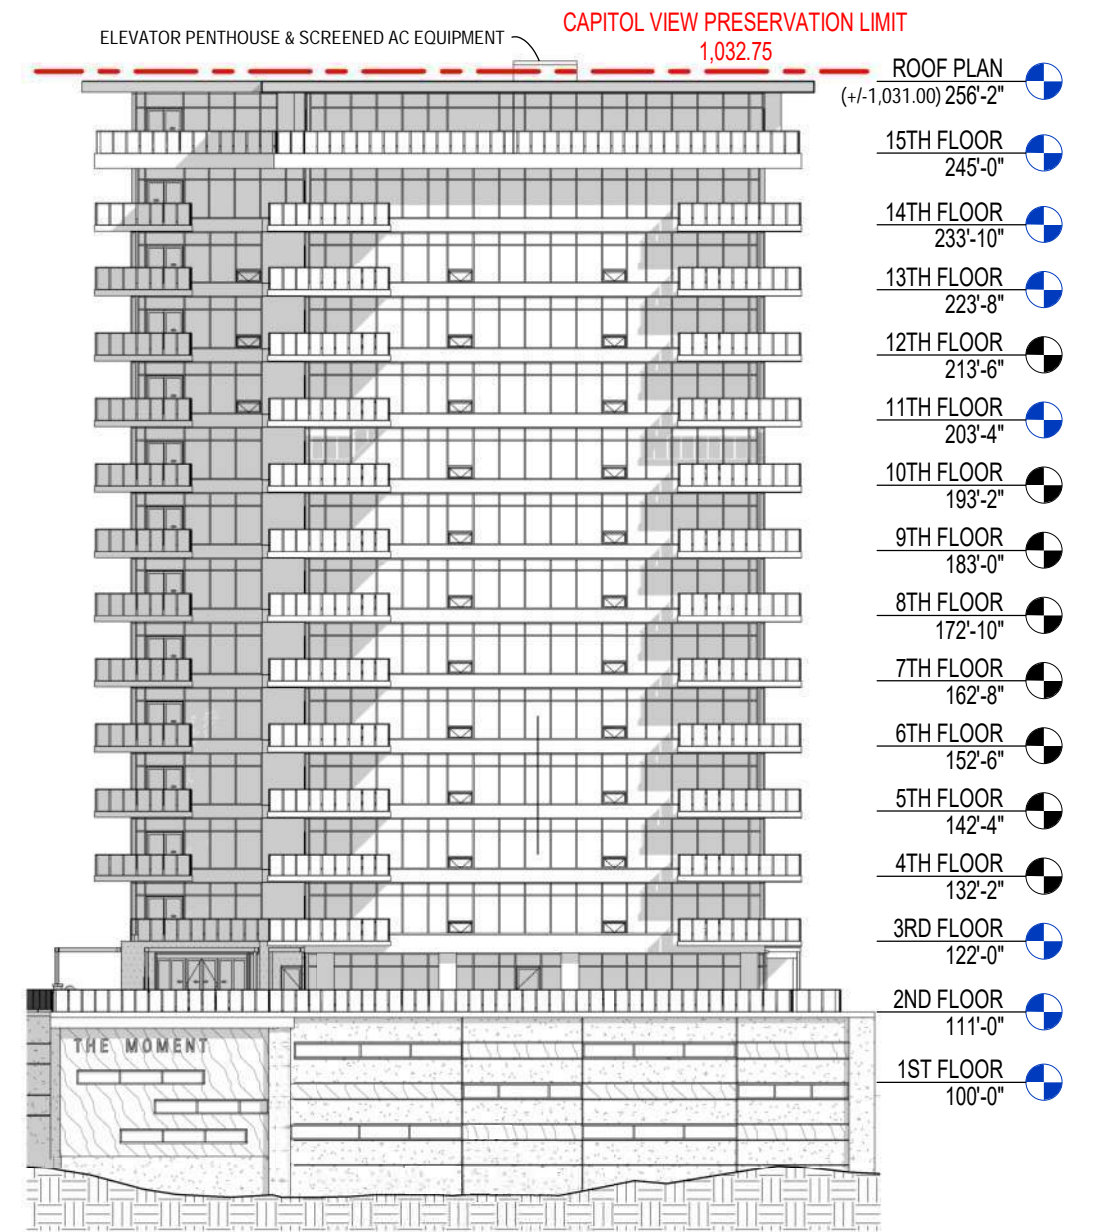 CAPITOL VIEW PRESERVATION LIMIT
1,032.75
ELEVATOR PENTHOUSE & SCREENED AC EQUIPMENT
ROOF PLAN
(+/-1,031.00) 256'-2"
15TH FLOOR
245'-0"
14TH FLOOR
233'-10"
13TH FLOOR
223'-8"
12TH FLOOR
213'-6"
11TH FLOOR
203'-4"
10TH FLOOR
193'-2"
9TH FLOOR
183'-0"
8TH FLOOR
172'-10"
7TH FLOOR
162'-8"
6TH FLOOR
152'-6"
5TH FLOOR
142'-4"
4TH FLOOR
132'-2"
3RD FLOOR
122'-0"
2ND FLOOR
111'-0"
THE MOMENT
1ST FLOOR
100'-0"